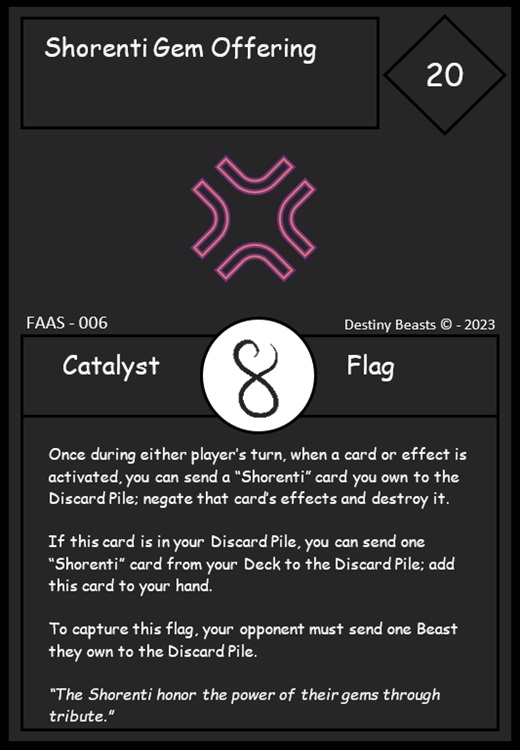 Shorenti Gem Offering
20
FAAS - 006
Destiny Beasts © - 2023
Catalyst
8
Flag
Once during either player’s turn, when a card or effect is
activated, you can send a “Shorenti” card you own to the
Discard Pile; negate that card’s effects and destroy it.
If this card is in your Discard Pile, you can send one
“Shorenti” card from your Deck to the Discard Pile; add
this card to your hand.
To capture this flag, your opponent must send one Beast
they own to the Discard Pile.
“The Shorenti honor the power of their gems through
tribute.”